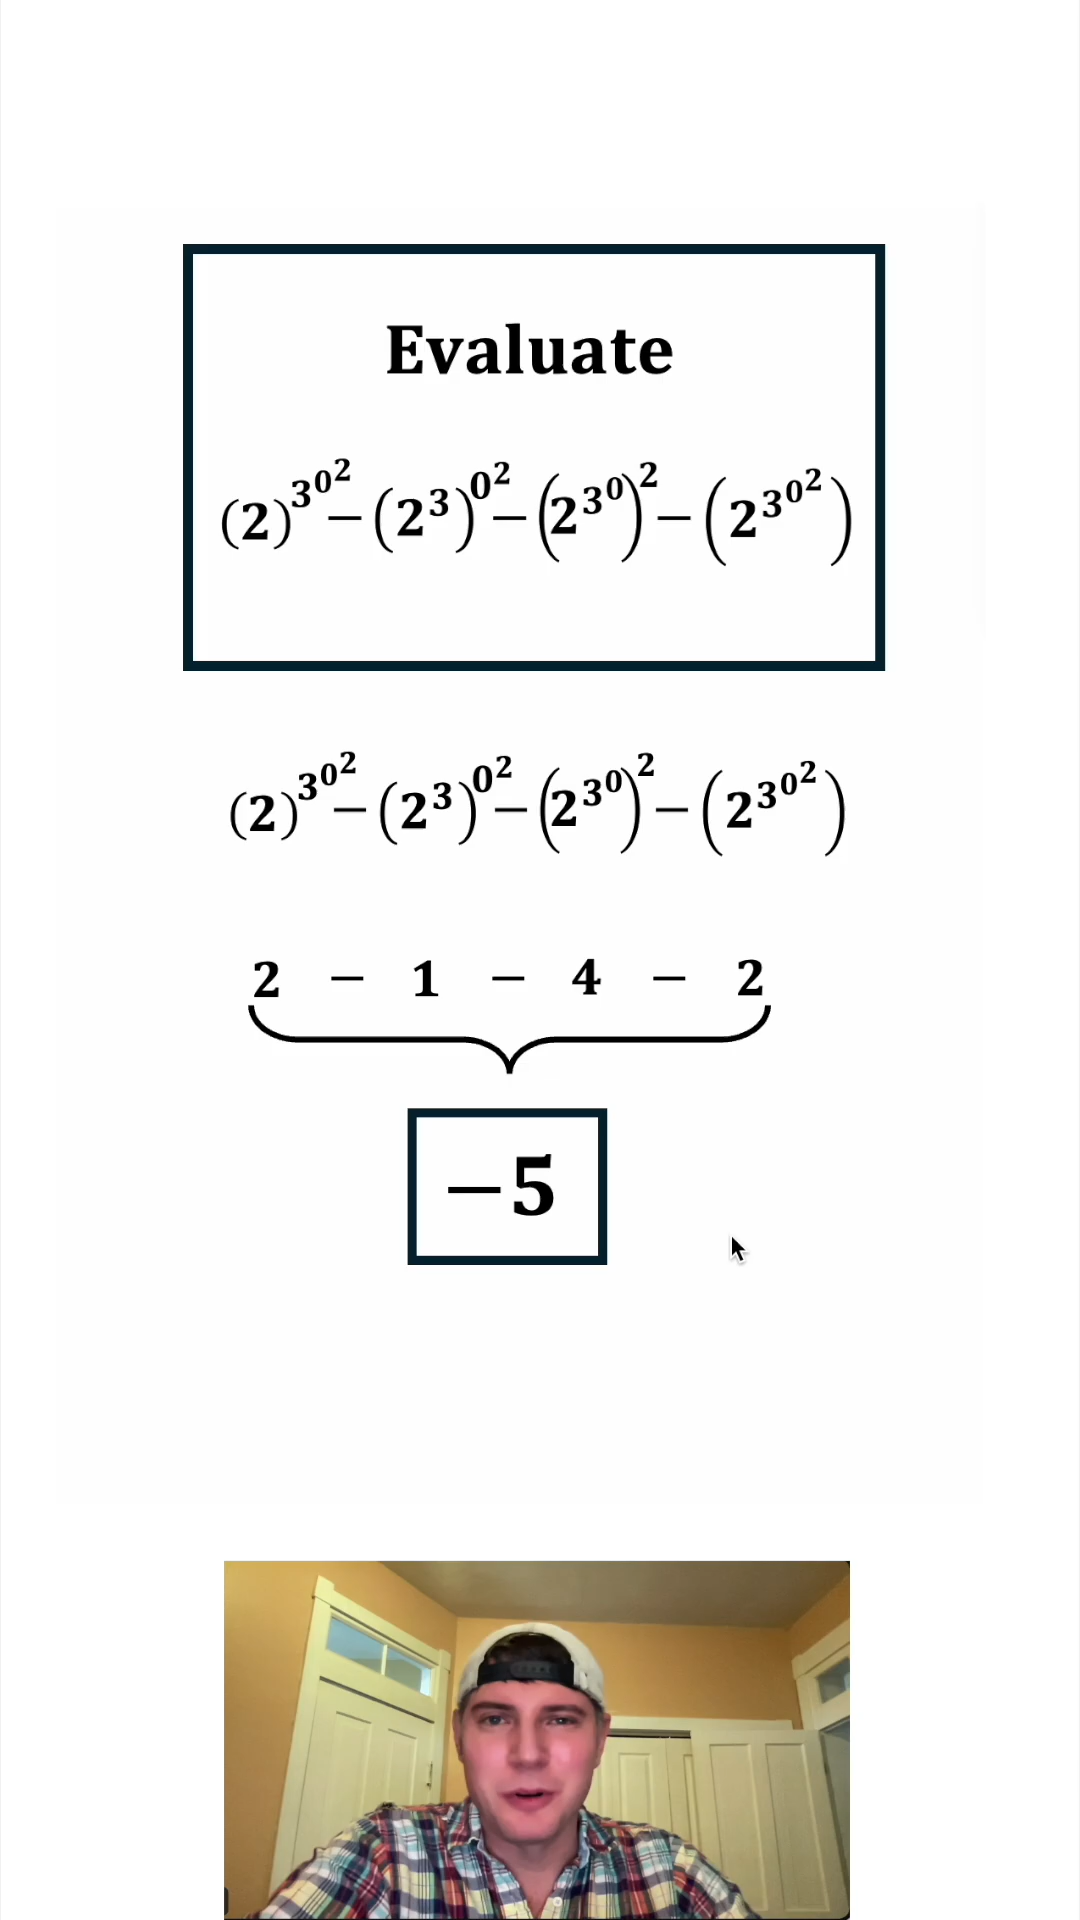 Evaluate
(2)^{3^{0^{2}}} − (2^{3})^{0^{2}} − (2^{3^{0}})^{2} − (2^{3^{0^{2}}})
(2)^{3^{0^{2}}} − (2^{3})^{0^{2}} − (2^{3^{0}})^{2} − (2^{3^{0^{2}}})
2 − 1 − 4 − 2
−5